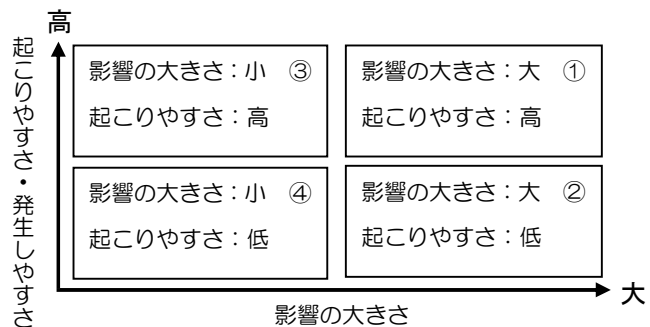 高
起こりやすさ・発生しやすさ
影響の大きさ：小　③
起こりやすさ：高
影響の大きさ：大　①
起こりやすさ：高
影響の大きさ：小　④
起こりやすさ：低
影響の大きさ：大　②
起こりやすさ：低
大
影響の大きさ